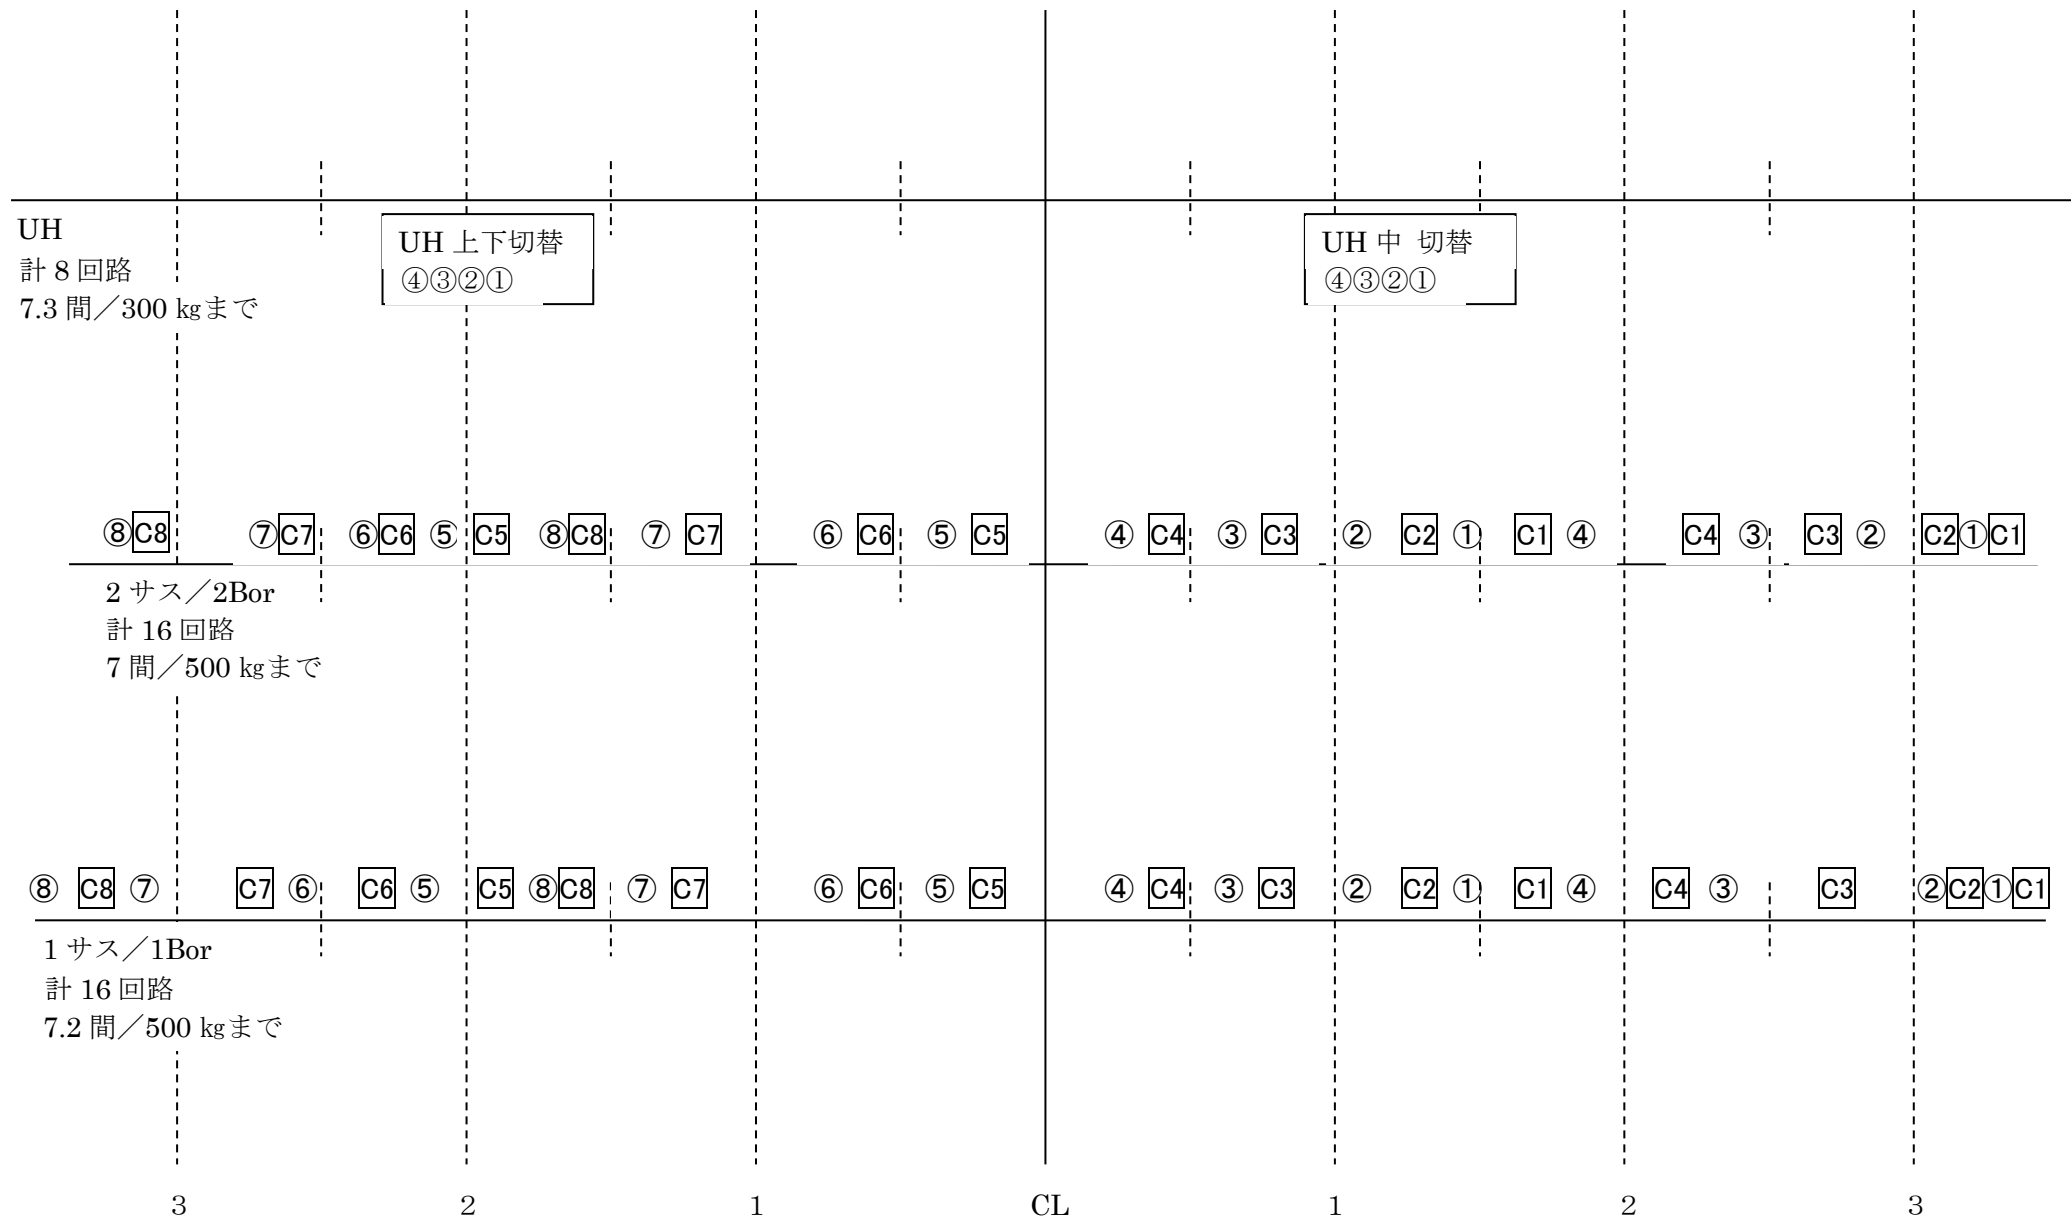 UH
計 8 回路
7.3 間／300 ㎏まで
UH 上下切替
④③②①
UH 中 切替
④③②①
⑧C8 ⑦C7 ⑥C6 ⑤ C5 ⑧C8 ⑦ C7 ⑥ C6 ⑤ C5 ④ C4 ③ C3 ② C2 ① C1 ④ C4 ③ C3 ② C2①C1
2 サス／2Bor
計 16 回路
7 間／500 ㎏まで
⑧ C8 ⑦ C7 ⑥ C6 ⑤ C5 ⑧C8 ⑦ C7 ⑥ C6 ⑤ C5 ④ C4 ③ C3 ② C2 ① C1 ④ C4 ③ C3 ②C2①C1
1 サス／1Bor
計 16 回路
7.2 間／500 ㎏まで
3 2 1 CL 1 2 3